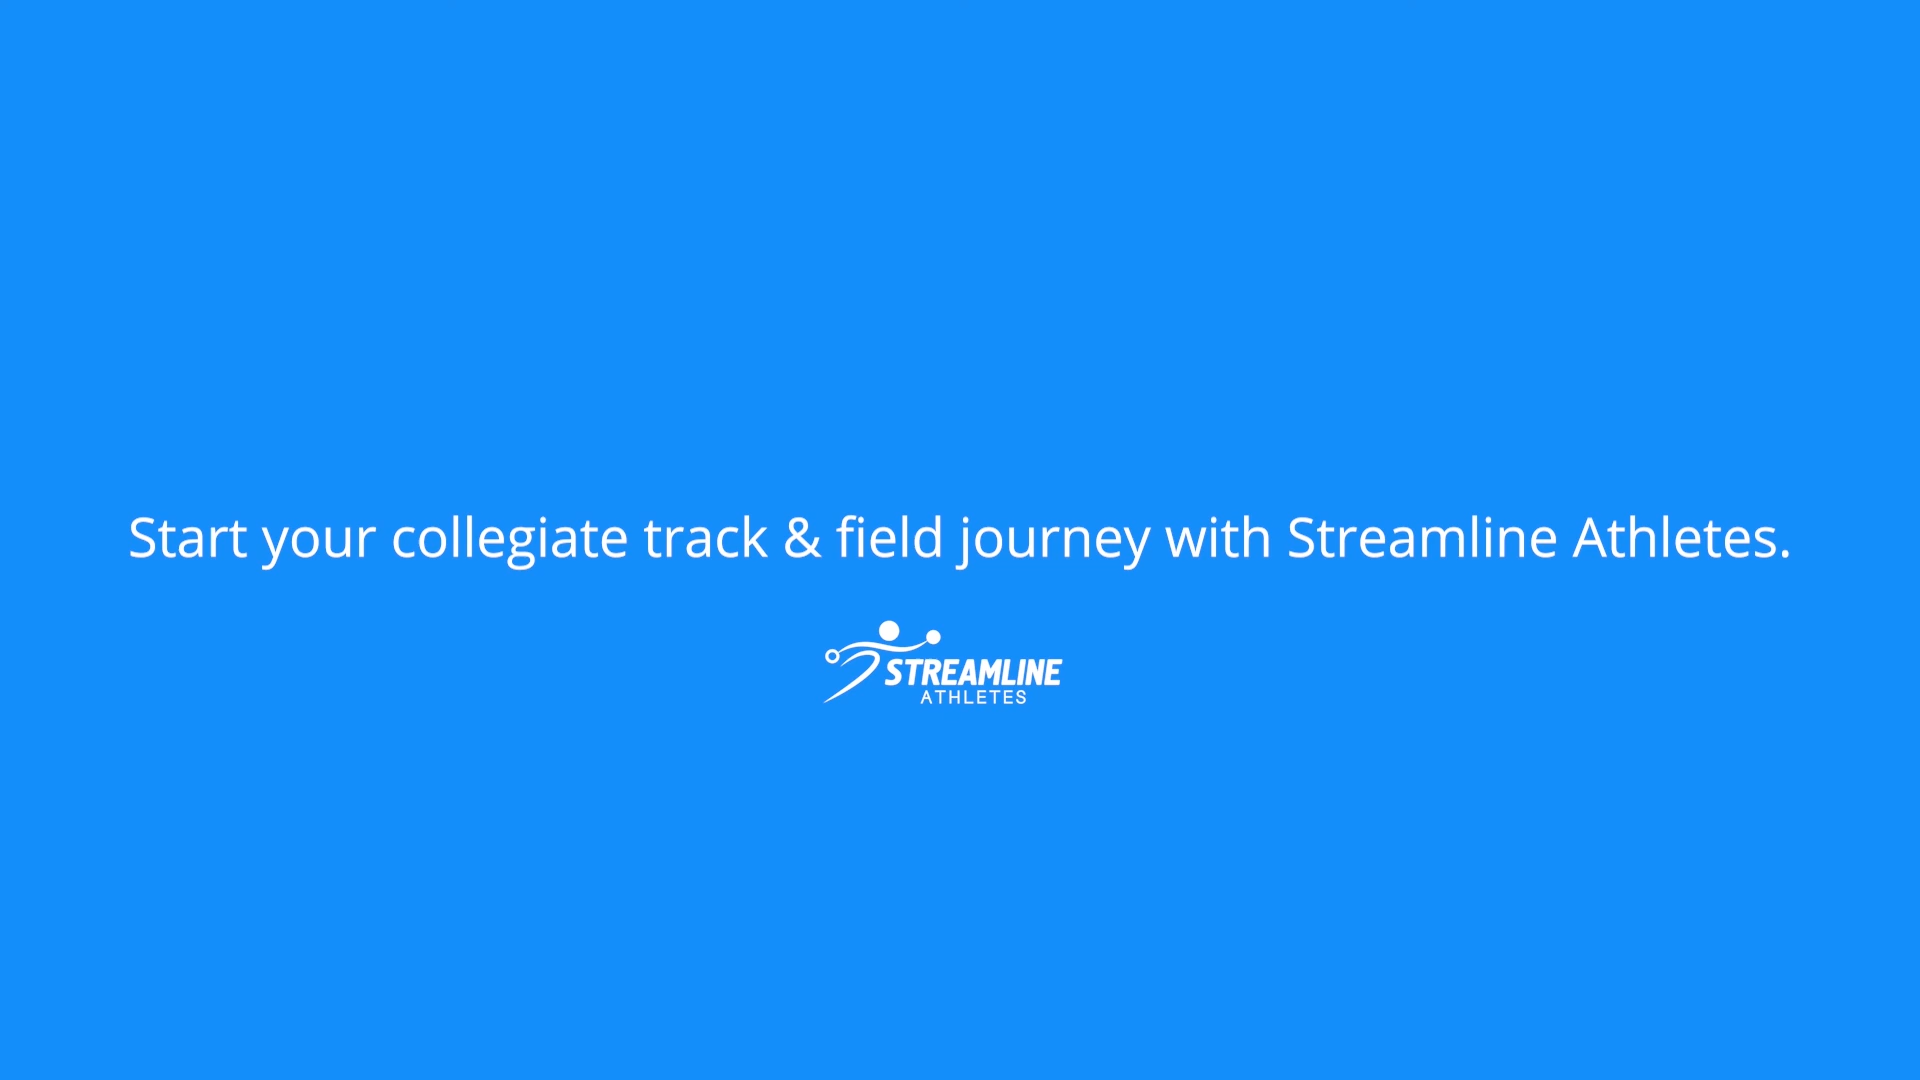 Start your collegiate track & field journey with Streamline Athletes.
STREAMLINE
ATHLETES